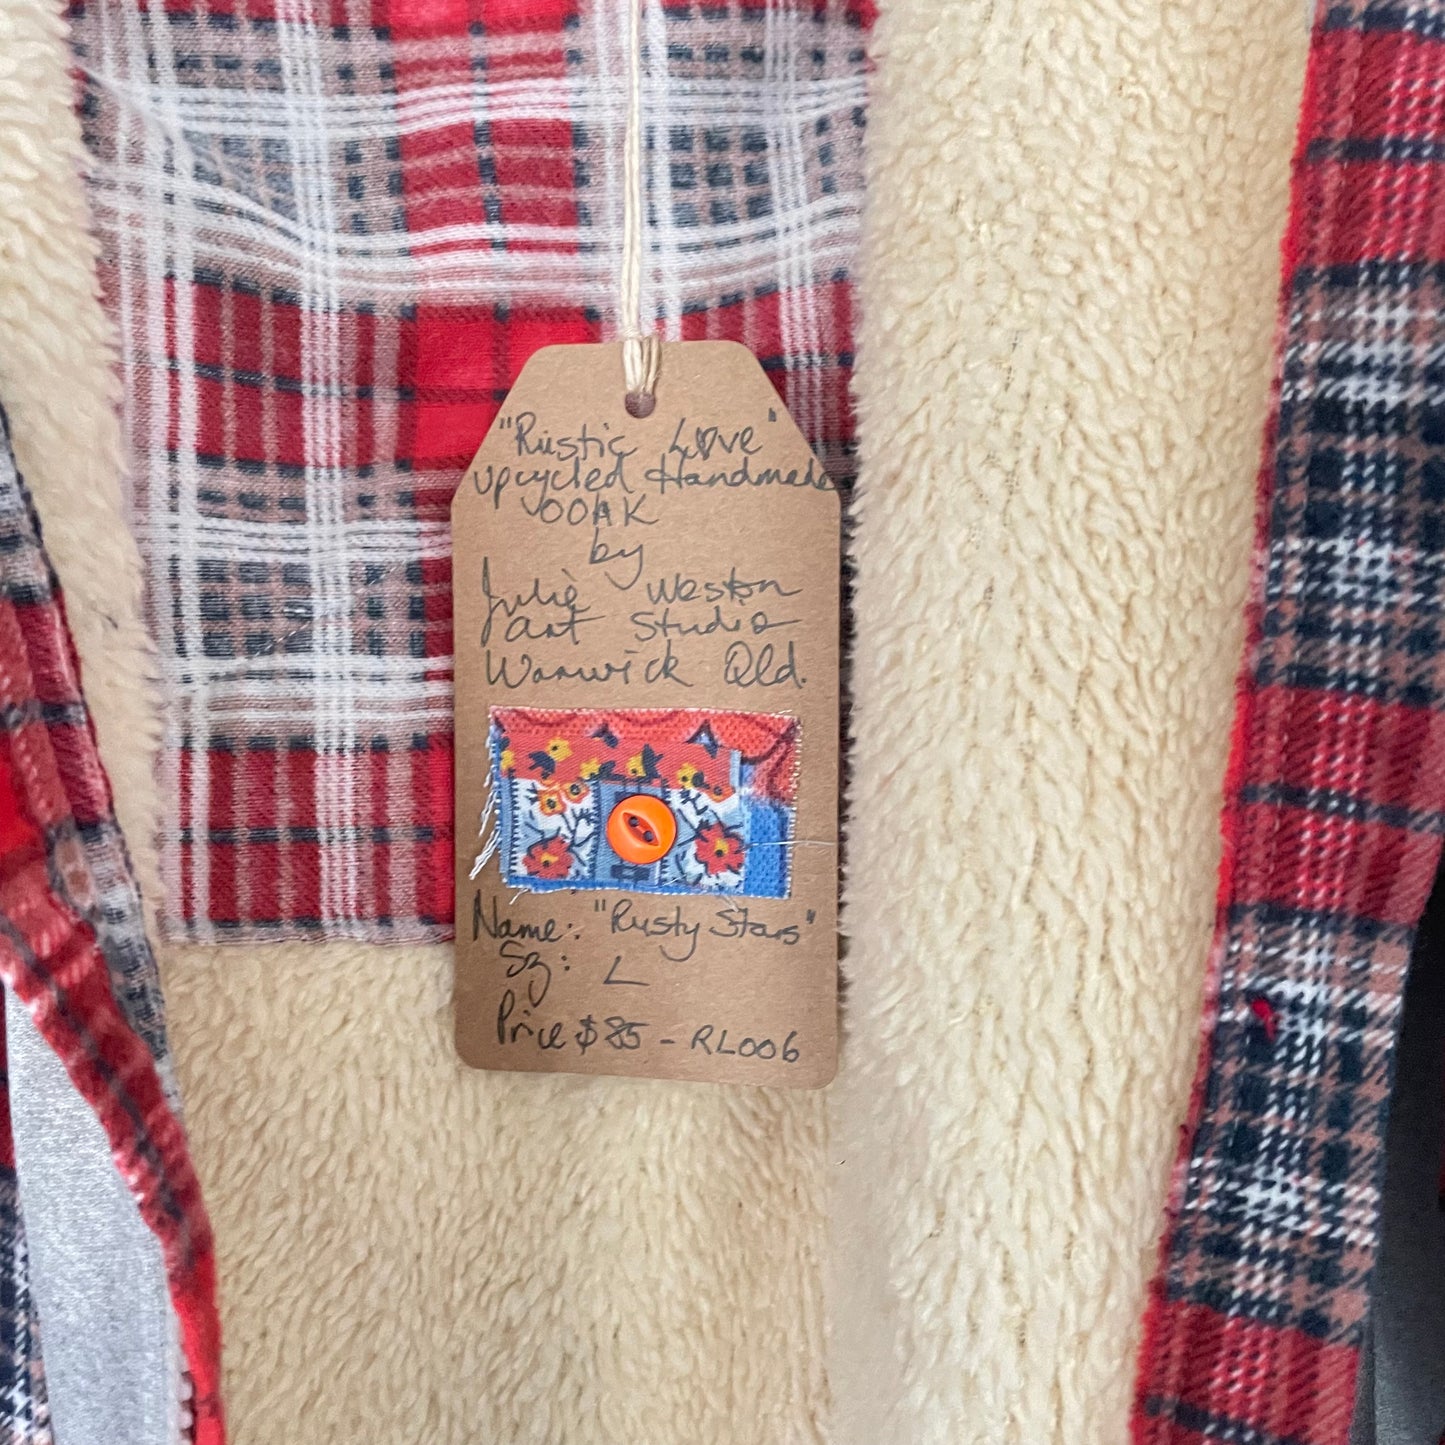 "Rustic Love"
Upcycled Handmade
OOAK
by
Julie Weston
Art Studio
Warwick Qld.
Name: "Rusty Stars"
Sz: L
Price $85 - RL006